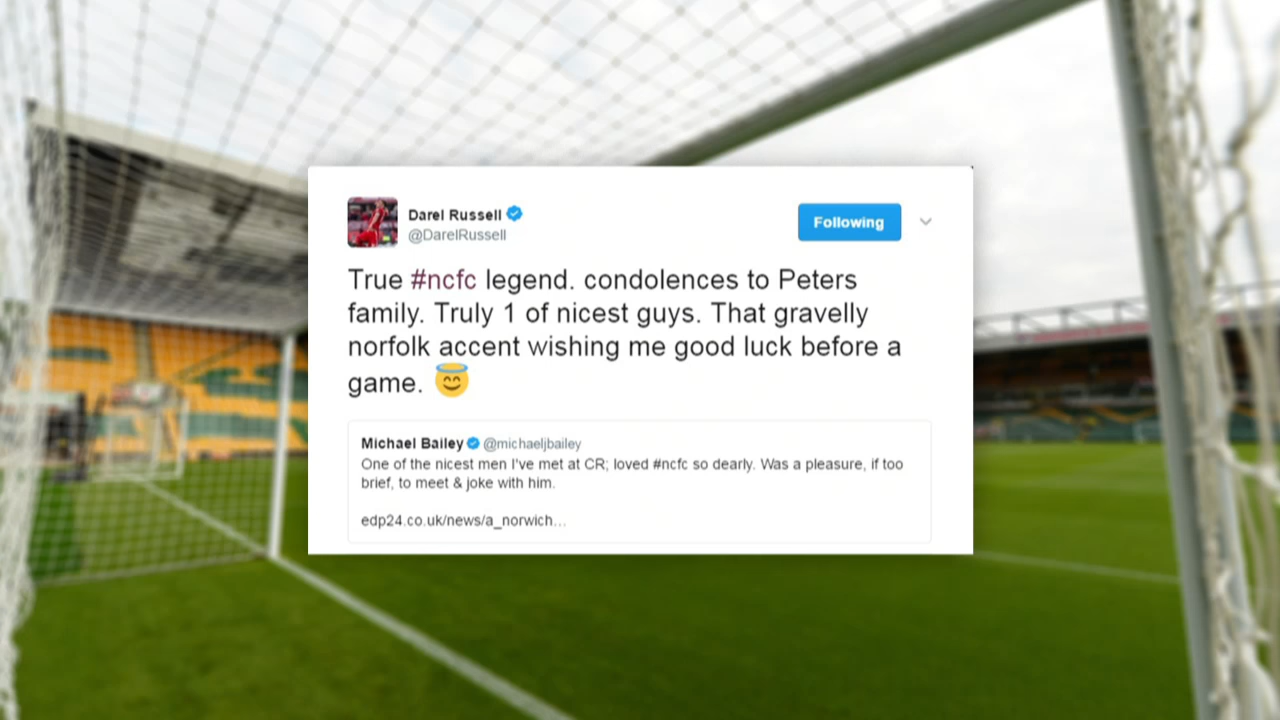 Darel Russell
@DarelRussell
Following
True #ncfc legend. condolences to Peters
family. Truly 1 of nicest guys. That gravelly
norfolk accent wishing me good luck before a
game. 😇
Michael Bailey @michaeljbailey
One of the nicest men I've met at CR; loved #ncfc so dearly. Was a pleasure, if too
brief, to meet & joke with him.
edp24.co.uk/news/a_norwich...